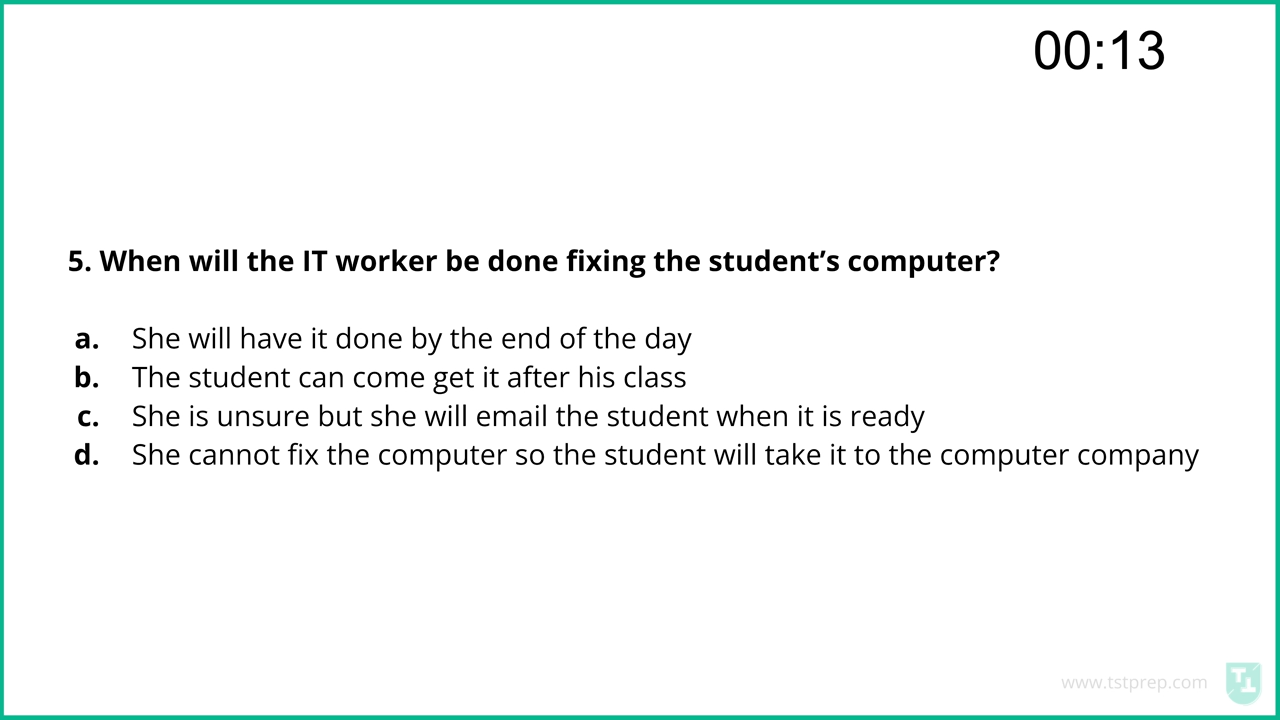 00:13
5. When will the IT worker be done fixing the student’s computer?
a. She will have it done by the end of the day
b. The student can come get it after his class
c. She is unsure but she will email the student when it is ready
d. She cannot fix the computer so the student will take it to the computer company
www.tstprep.com